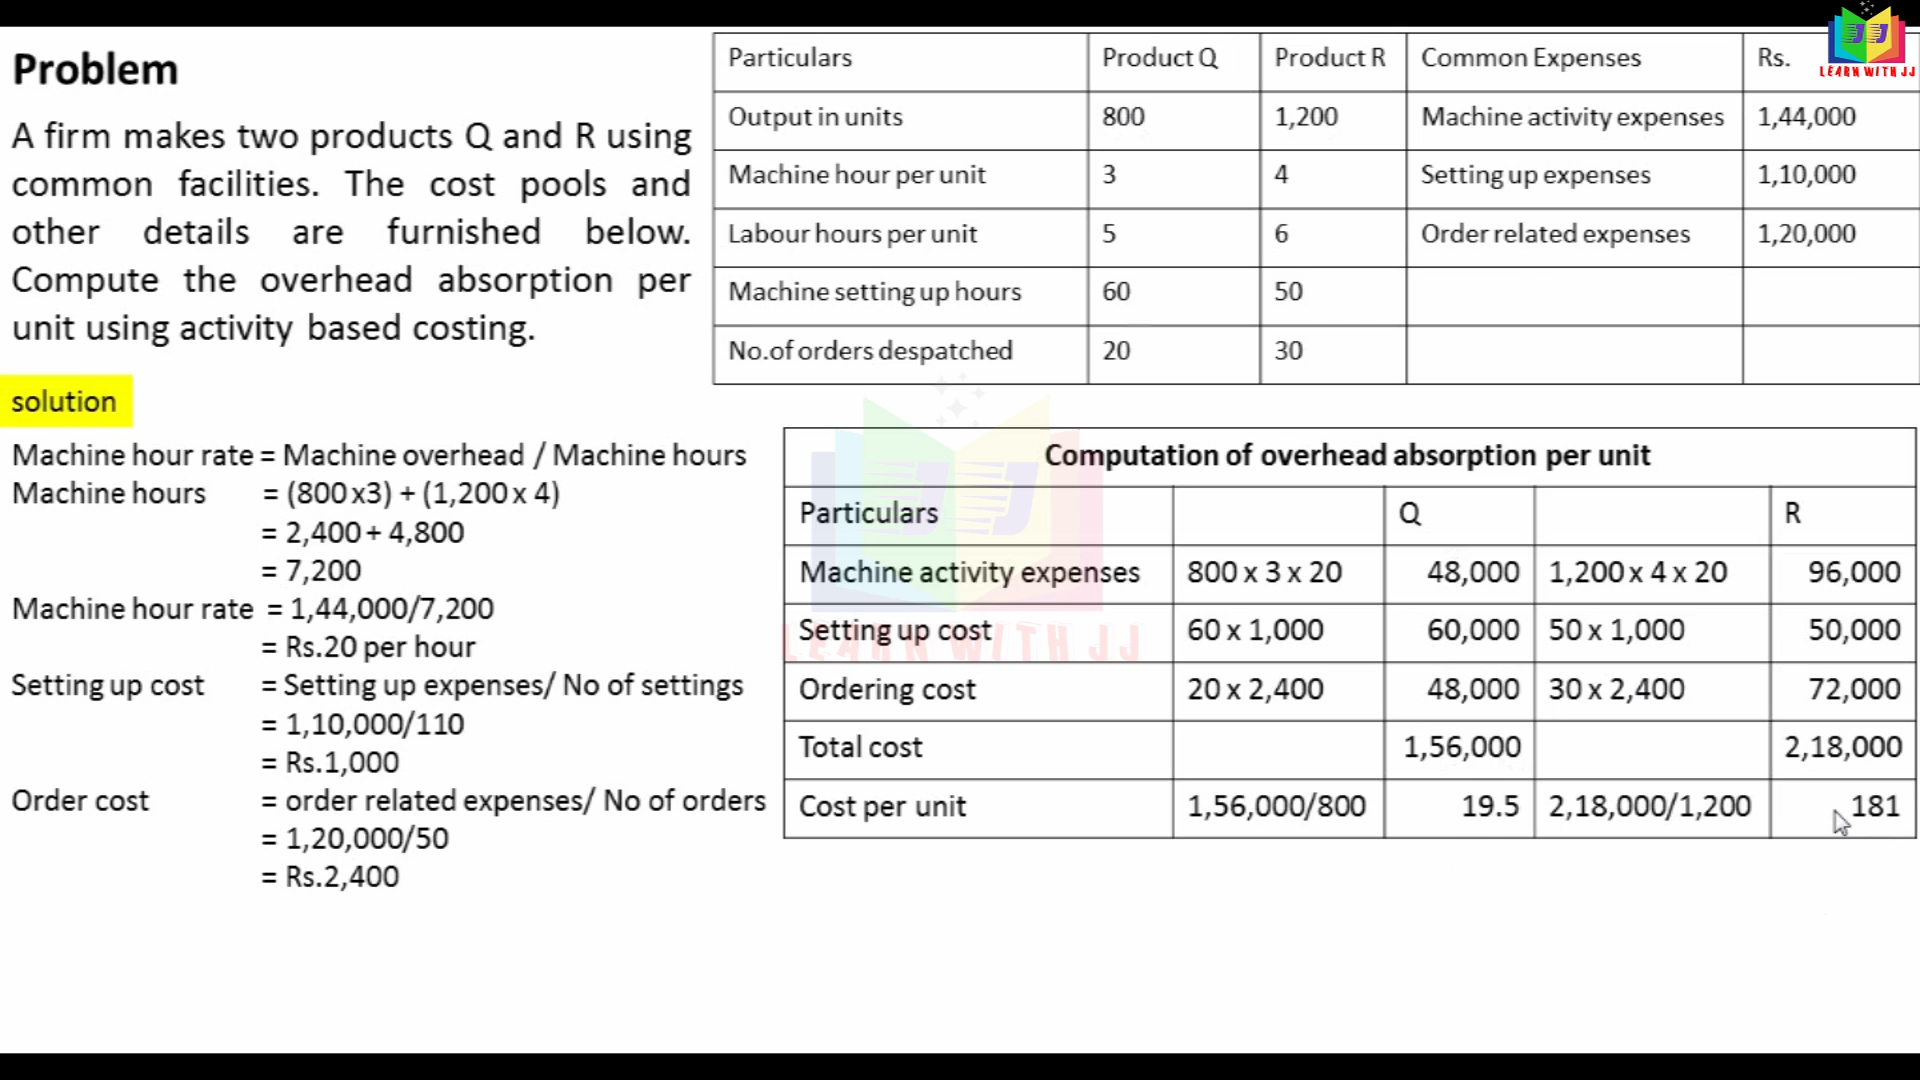 Problem
A firm makes two products Q and R using
common facilities. The cost pools and
other details are furnished below.
Compute the overhead absorption per
unit using activity based costing.
Particulars Product Q Product R Common Expenses Rs.
Output in units 800 1,200 Machine activity expenses 1,44,000
Machine hour per unit 3 4 Setting up expenses 1,10,000
Labour hours per unit 5 6 Order related expenses 1,20,000
Machine setting up hours 60 50
No.of orders despatched 20 30
JJ
LEARN WITH JJ
solution
Machine hour rate = Machine overhead / Machine hours
Machine hours = (800 x3) + (1,200 x 4)
= 2,400 + 4,800
= 7,200
Machine hour rate = 1,44,000/7,200
= Rs.20 per hour
Setting up cost = Setting up expenses/ No of settings
= 1,10,000/110
= Rs.1,000
Order cost = order related expenses/ No of orders
= 1,20,000/50
= Rs.2,400
Computation of overhead absorption per unit
Particulars Q R
Machine activity expenses 800 x 3 x 20 48,000 1,200 x 4 x 20 96,000
Setting up cost 60 x 1,000 60,000 50 x 1,000 50,000
Ordering cost 20 x 2,400 48,000 30 x 2,400 72,000
Total cost 1,56,000 2,18,000
Cost per unit 1,56,000/800 19.5 2,18,000/1,200 181
JJ
LEARN WITH JJ